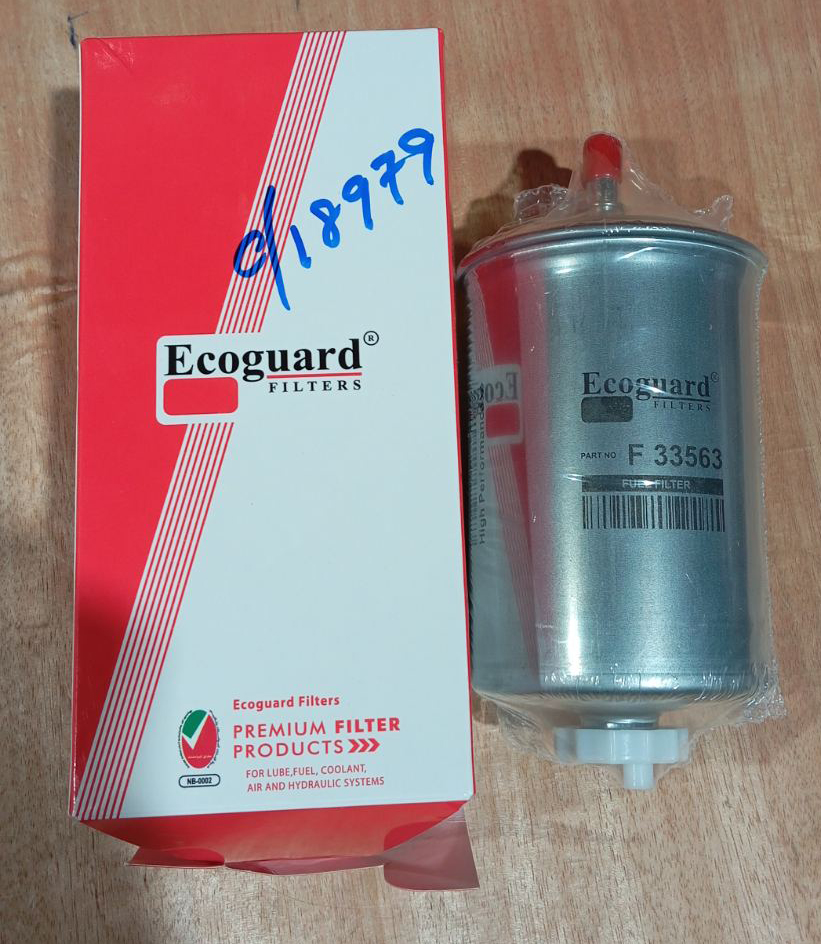 c/18979
Ecoguard®
FILTERS
Ecoguard Filters
PREMIUM FILTER
PRODUCTS >>>
FOR LUBE,FUEL, COOLANT,
AIR AND HYDRAULIC SYSTEMS
NB-0002
Ecoguard®
FILTERS
PART NO F 33563
FUEL FILTER
High Performance